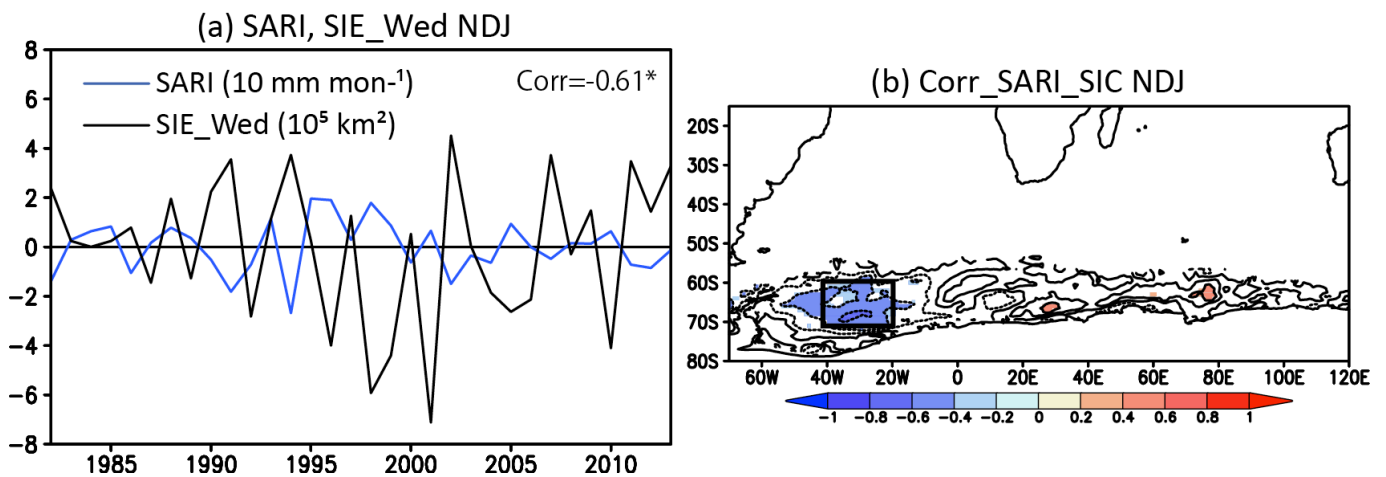 (a) SARI, SIE_Wed NDJ
8
6
4
2
0
−2
−4
−6
−8
SARI (10 mm mon-¹)
SIE_Wed (10⁵ km²)
Corr=-0.61*
1985 1990 1995 2000 2005 2010
(b) Corr_SARI_SIC NDJ
20S
30S
40S
50S
60S
70S
80S
60W 40W 20W 0 20E 40E 60E 80E 100E 120E
−1 −0.8 −0.6 −0.4 −0.2 0 0.2 0.4 0.6 0.8 1